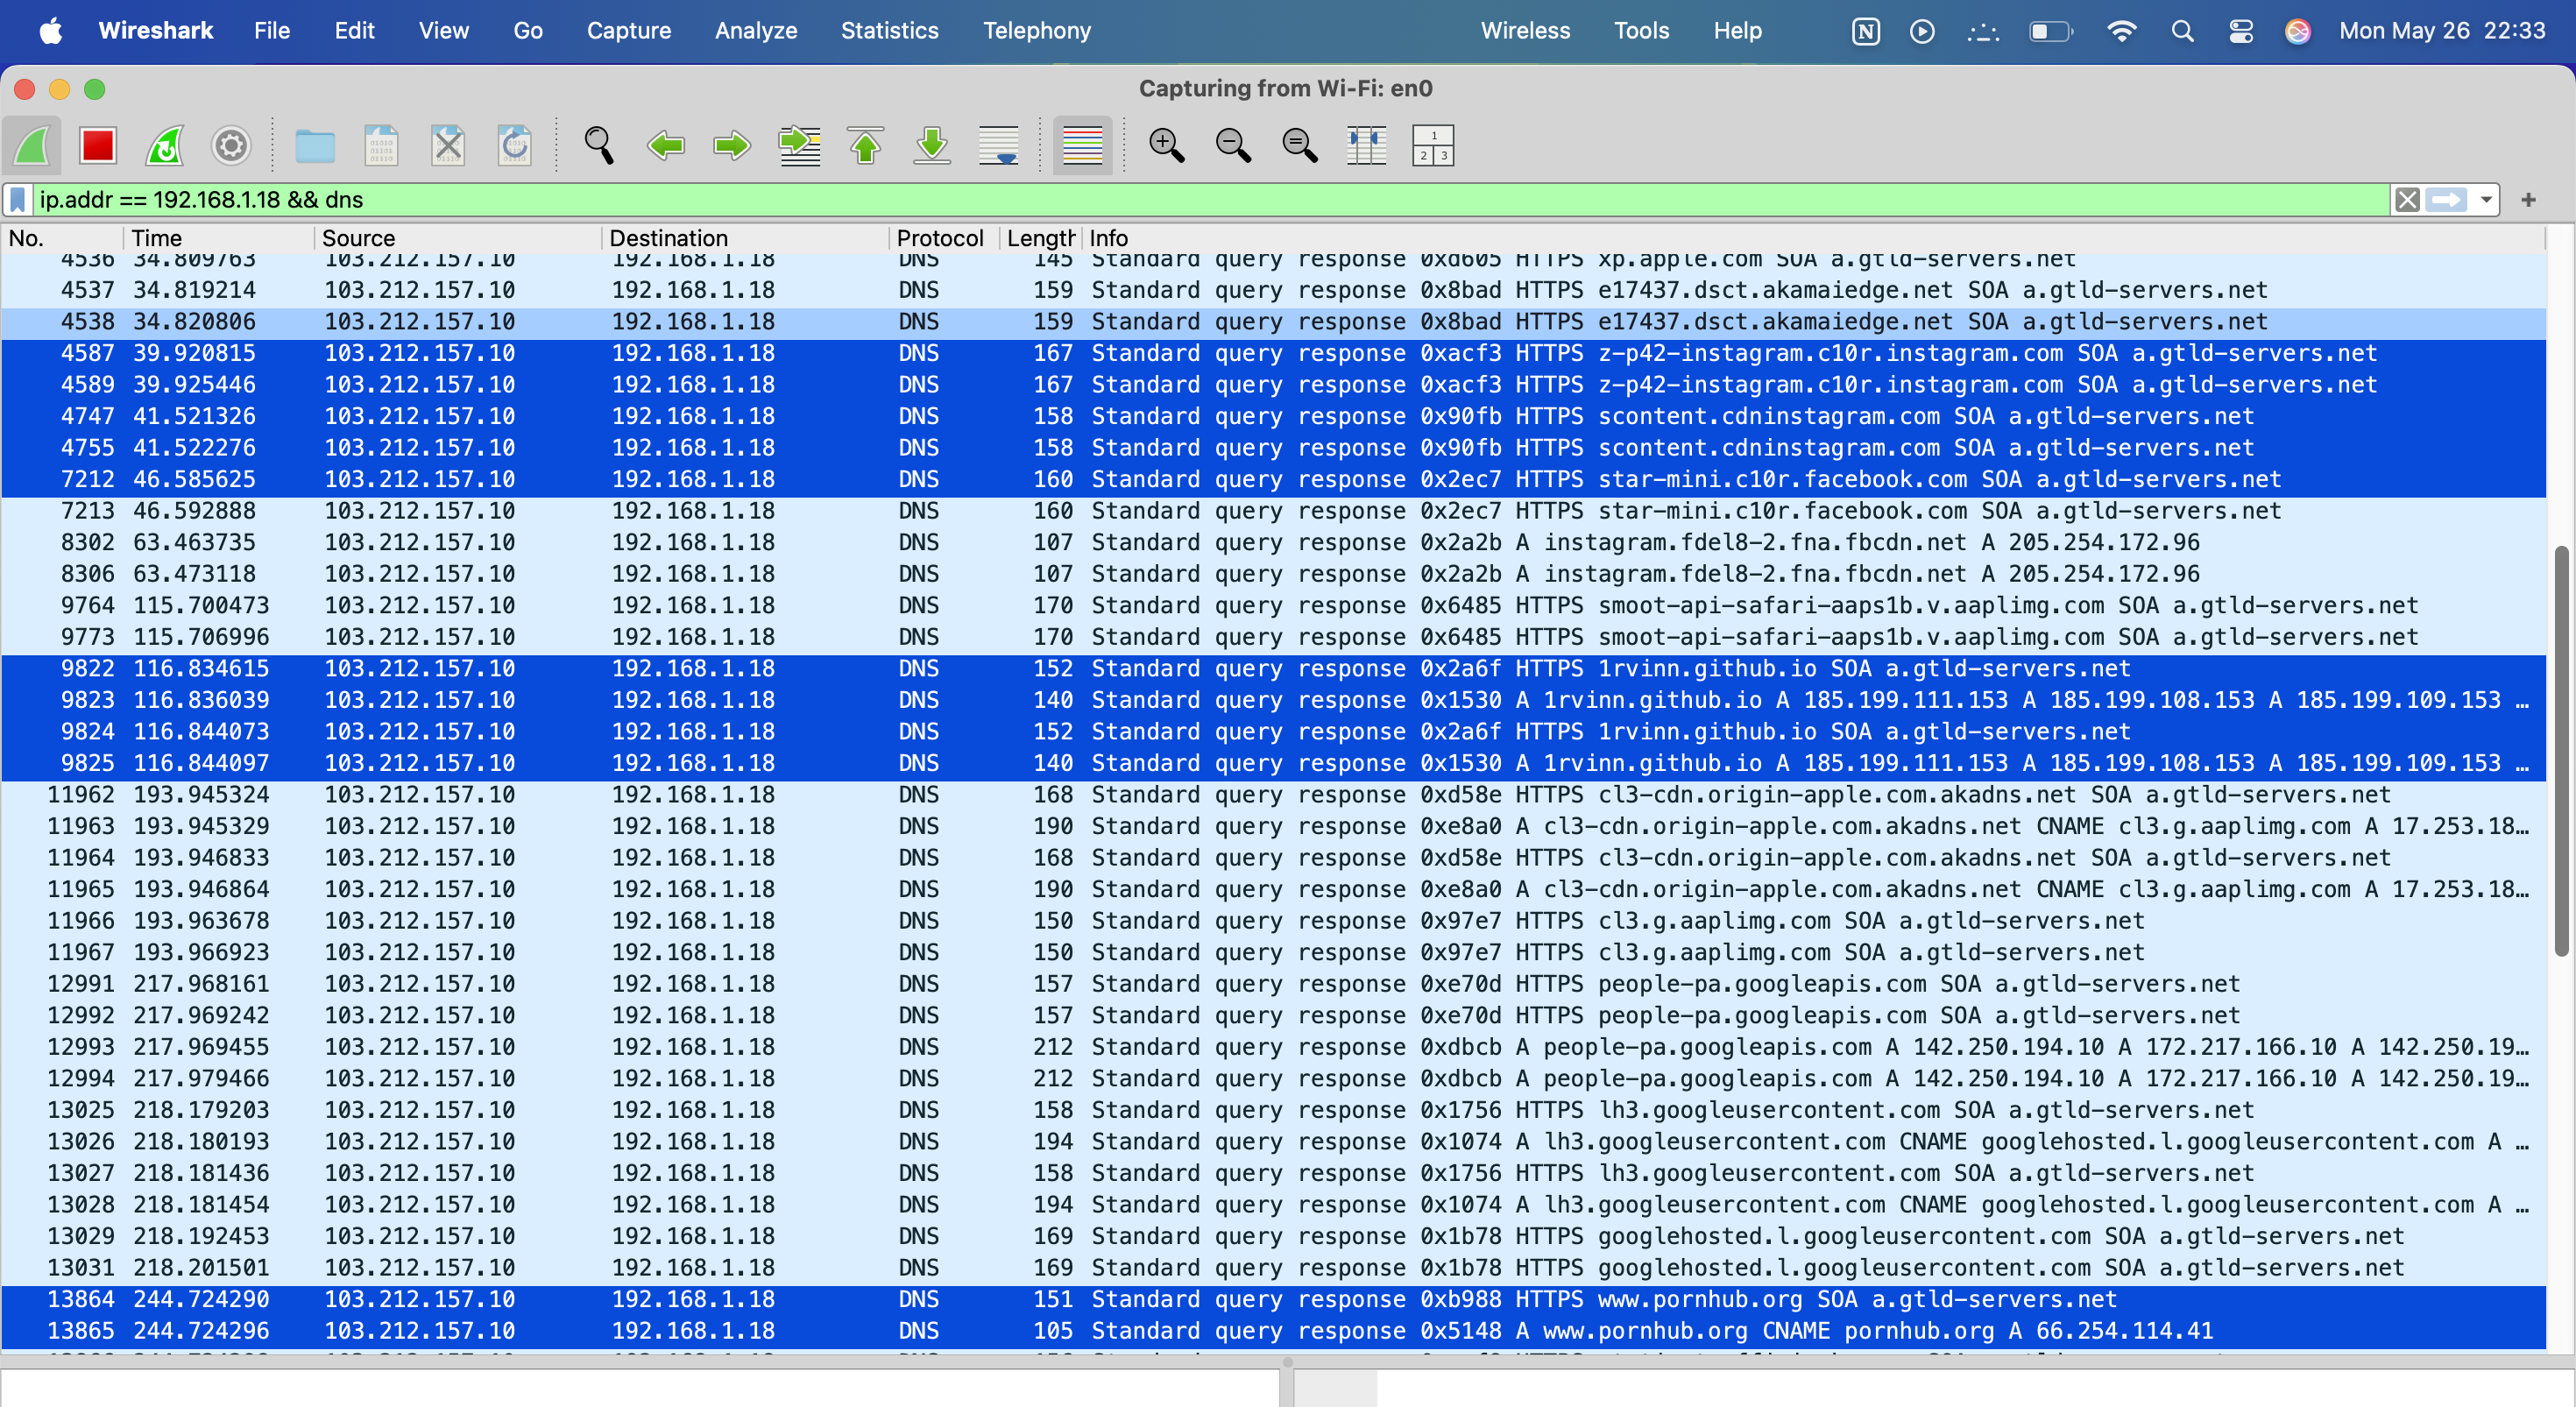 Wireshark File Edit View Go Capture Analyze Statistics Telephony Wireless Tools Help Mon May 26 22:33
Capturing from Wi-Fi: en0
ip.addr == 192.168.1.18 && dns
No. Time Source Destination Protocol Length Info
4536 34.809763 103.212.157.10 192.168.1.18 DNS 145 Standard query response 0xd605 HTTPS xp.apple.com SOA a.gtld-servers.net
4537 34.819214 103.212.157.10 192.168.1.18 DNS 159 Standard query response 0x8bad HTTPS e17437.dsct.akamaiedge.net SOA a.gtld-servers.net
4538 34.820806 103.212.157.10 192.168.1.18 DNS 159 Standard query response 0x8bad HTTPS e17437.dsct.akamaiedge.net SOA a.gtld-servers.net
4587 39.920815 103.212.157.10 192.168.1.18 DNS 167 Standard query response 0xacf3 HTTPS z-p42-instagram.c10r.instagram.com SOA a.gtld-servers.net
4589 39.925446 103.212.157.10 192.168.1.18 DNS 167 Standard query response 0xacf3 HTTPS z-p42-instagram.c10r.instagram.com SOA a.gtld-servers.net
4747 41.521326 103.212.157.10 192.168.1.18 DNS 158 Standard query response 0x90fb HTTPS scontent.cdninstagram.com SOA a.gtld-servers.net
4755 41.522276 103.212.157.10 192.168.1.18 DNS 158 Standard query response 0x90fb HTTPS scontent.cdninstagram.com SOA a.gtld-servers.net
7212 46.585625 103.212.157.10 192.168.1.18 DNS 160 Standard query response 0x2ec7 HTTPS star-mini.c10r.facebook.com SOA a.gtld-servers.net
7213 46.592888 103.212.157.10 192.168.1.18 DNS 160 Standard query response 0x2ec7 HTTPS star-mini.c10r.facebook.com SOA a.gtld-servers.net
8302 63.463735 103.212.157.10 192.168.1.18 DNS 107 Standard query response 0x2a2b A instagram.fdel8-2.fna.fbcdn.net A 205.254.172.96
8306 63.473118 103.212.157.10 192.168.1.18 DNS 107 Standard query response 0x2a2b A instagram.fdel8-2.fna.fbcdn.net A 205.254.172.96
9764 115.700473 103.212.157.10 192.168.1.18 DNS 170 Standard query response 0x6485 HTTPS smoot-api-safari-aaps1b.v.aaplimg.com SOA a.gtld-servers.net
9773 115.706996 103.212.157.10 192.168.1.18 DNS 170 Standard query response 0x6485 HTTPS smoot-api-safari-aaps1b.v.aaplimg.com SOA a.gtld-servers.net
9822 116.834615 103.212.157.10 192.168.1.18 DNS 152 Standard query response 0x2a6f HTTPS 1rvinn.github.io SOA a.gtld-servers.net
9823 116.836039 103.212.157.10 192.168.1.18 DNS 140 Standard query response 0x1530 A 1rvinn.github.io A 185.199.111.153 A 185.199.108.153 A 185.199.109.153 …
9824 116.844073 103.212.157.10 192.168.1.18 DNS 152 Standard query response 0x2a6f HTTPS 1rvinn.github.io SOA a.gtld-servers.net
9825 116.844097 103.212.157.10 192.168.1.18 DNS 140 Standard query response 0x1530 A 1rvinn.github.io A 185.199.111.153 A 185.199.108.153 A 185.199.109.153 …
11962 193.945324 103.212.157.10 192.168.1.18 DNS 168 Standard query response 0xd58e HTTPS cl3-cdn.origin-apple.com.akadns.net SOA a.gtld-servers.net
11963 193.945329 103.212.157.10 192.168.1.18 DNS 190 Standard query response 0xe8a0 A cl3-cdn.origin-apple.com.akadns.net CNAME cl3.g.aaplimg.com A 17.253.18…
11964 193.946833 103.212.157.10 192.168.1.18 DNS 168 Standard query response 0xd58e HTTPS cl3-cdn.origin-apple.com.akadns.net SOA a.gtld-servers.net
11965 193.946864 103.212.157.10 192.168.1.18 DNS 190 Standard query response 0xe8a0 A cl3-cdn.origin-apple.com.akadns.net CNAME cl3.g.aaplimg.com A 17.253.18…
11966 193.963678 103.212.157.10 192.168.1.18 DNS 150 Standard query response 0x97e7 HTTPS cl3.g.aaplimg.com SOA a.gtld-servers.net
11967 193.966923 103.212.157.10 192.168.1.18 DNS 150 Standard query response 0x97e7 HTTPS cl3.g.aaplimg.com SOA a.gtld-servers.net
12991 217.968161 103.212.157.10 192.168.1.18 DNS 157 Standard query response 0xe70d HTTPS people-pa.googleapis.com SOA a.gtld-servers.net
12992 217.969242 103.212.157.10 192.168.1.18 DNS 157 Standard query response 0xe70d HTTPS people-pa.googleapis.com SOA a.gtld-servers.net
12993 217.969455 103.212.157.10 192.168.1.18 DNS 212 Standard query response 0xdbcb A people-pa.googleapis.com A 142.250.194.10 A 172.217.166.10 A 142.250.19…
12994 217.979466 103.212.157.10 192.168.1.18 DNS 212 Standard query response 0xdbcb A people-pa.googleapis.com A 142.250.194.10 A 172.217.166.10 A 142.250.19…
13025 218.179203 103.212.157.10 192.168.1.18 DNS 158 Standard query response 0x1756 HTTPS lh3.googleusercontent.com SOA a.gtld-servers.net
13026 218.180193 103.212.157.10 192.168.1.18 DNS 194 Standard query response 0x1074 A lh3.googleusercontent.com CNAME googlehosted.l.googleusercontent.com A …
13027 218.181436 103.212.157.10 192.168.1.18 DNS 158 Standard query response 0x1756 HTTPS lh3.googleusercontent.com SOA a.gtld-servers.net
13028 218.181454 103.212.157.10 192.168.1.18 DNS 194 Standard query response 0x1074 A lh3.googleusercontent.com CNAME googlehosted.l.googleusercontent.com A …
13029 218.192453 103.212.157.10 192.168.1.18 DNS 169 Standard query response 0x1b78 HTTPS googlehosted.l.googleusercontent.com SOA a.gtld-servers.net
13031 218.201501 103.212.157.10 192.168.1.18 DNS 169 Standard query response 0x1b78 HTTPS googlehosted.l.googleusercontent.com SOA a.gtld-servers.net
13864 244.724290 103.212.157.10 192.168.1.18 DNS 151 Standard query response 0xb988 HTTPS www.pornhub.org SOA a.gtld-servers.net
13865 244.724296 103.212.157.10 192.168.1.18 DNS 105 Standard query response 0x5148 A www.pornhub.org CNAME pornhub.org A 66.254.114.41